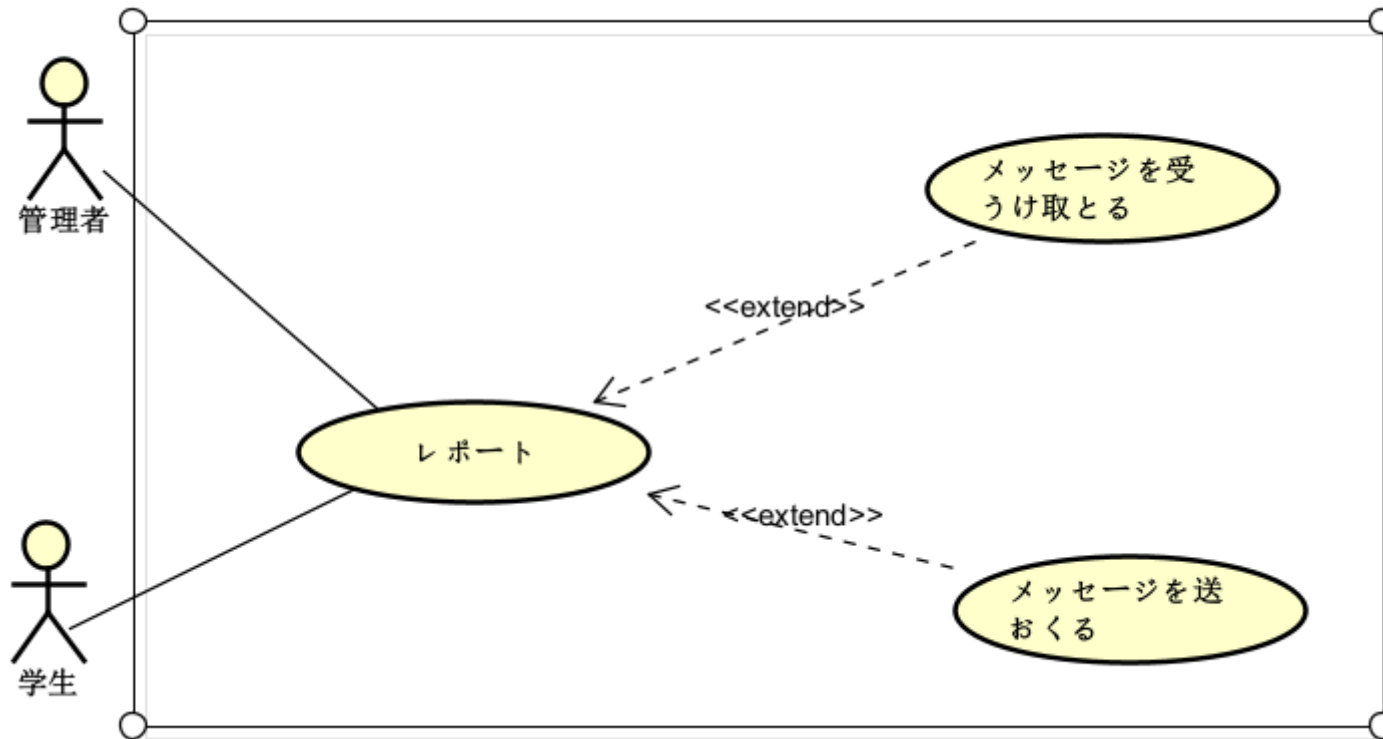 管理者
メッセージを受
うけ取とる
<<extend>>
レポート
<<extend>>
メッセージを送
おくる
学生